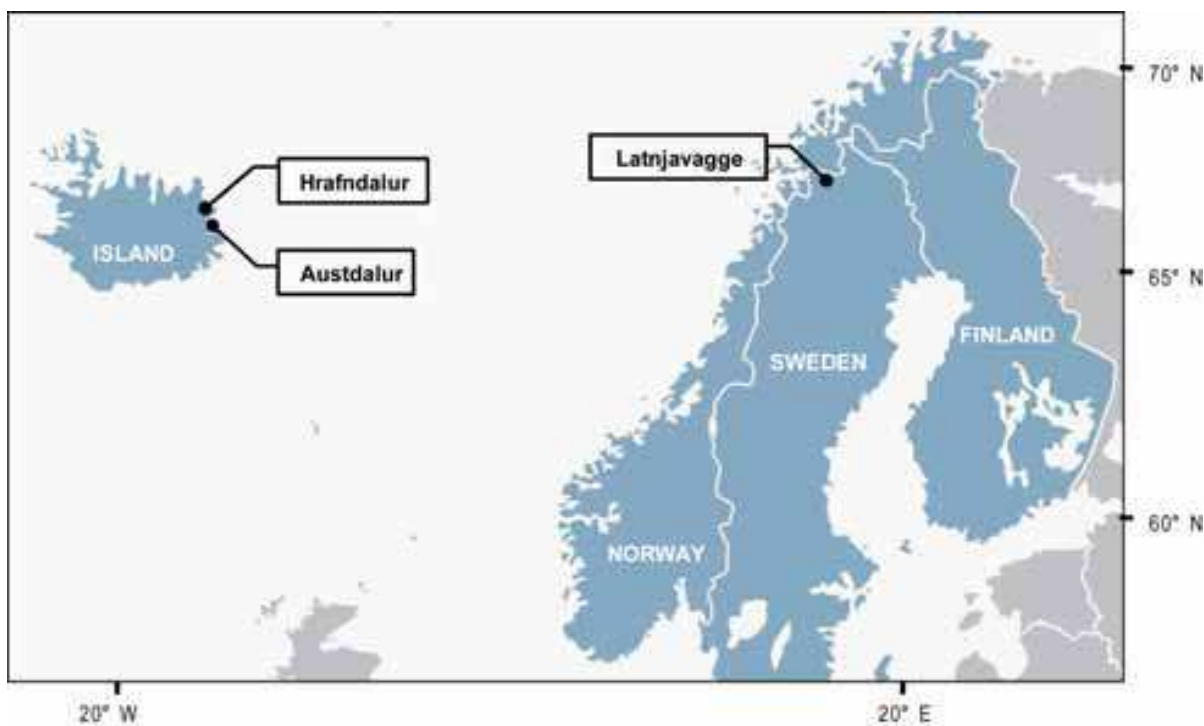 70° N
Latnjavagge
Hrafndalur
ISLAND
Austdalur
65° N
FINLAND
SWEDEN
60° N
NORWAY
20° W
20° E